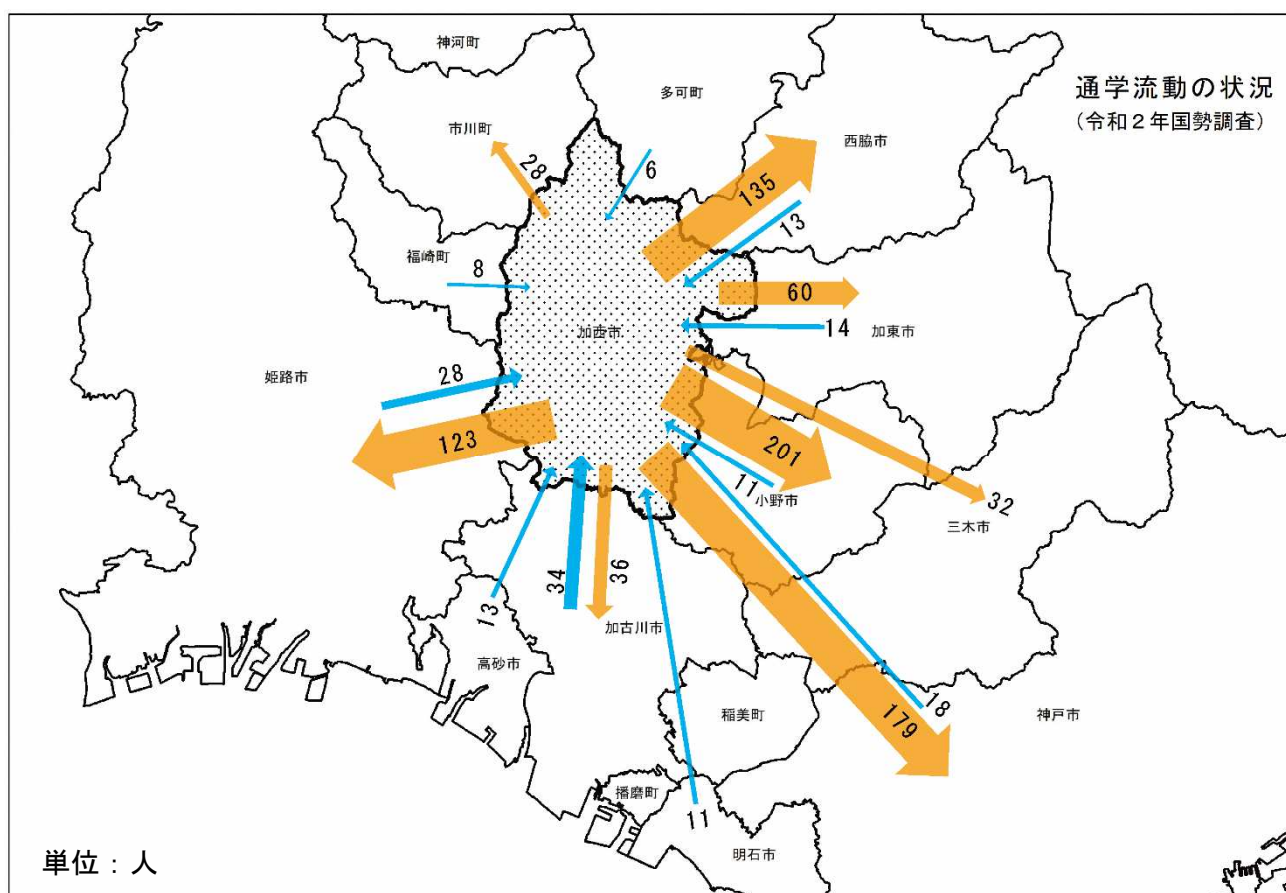 神河町
多可町
通学流動の状況
(令和2年国勢調査)
市川町
西脇市
28
6
135
13
福崎町
8
60
加西市
14
加東市
姫路市
28
123
201
11
小野市
32
三木市
34
36
13
加古川市
高砂市
稲美町
18
179
神戸市
播磨町
11
明石市
単位：人